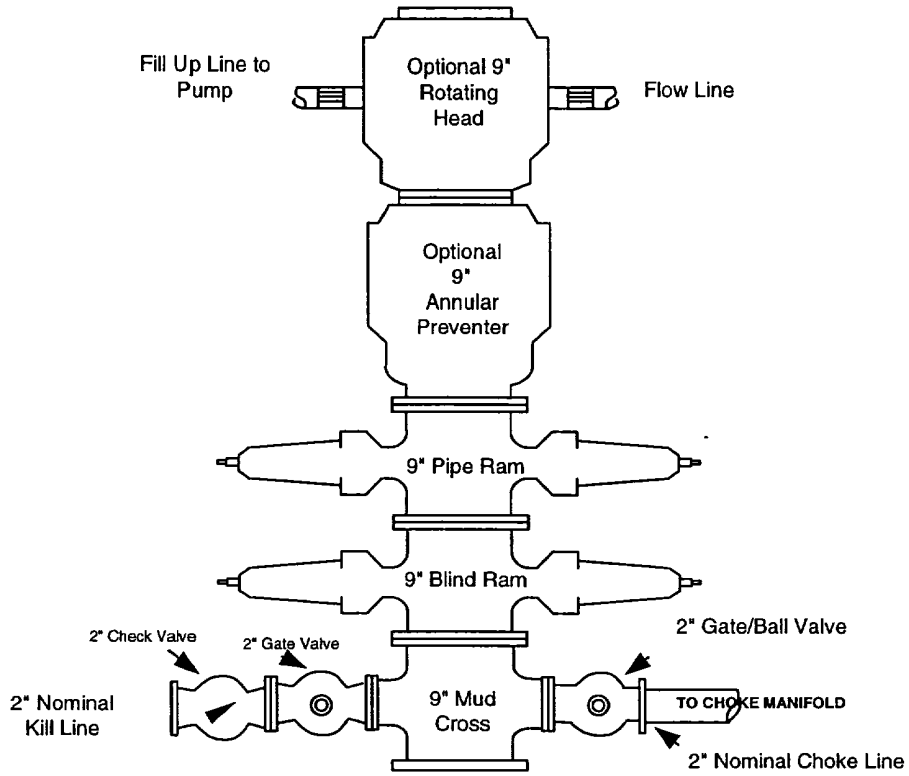 Fill Up Line to
Pump
Optional 9"
Rotating
Head
Flow Line
Optional
9"
Annular
Preventer
9" Pipe Ram
9" Blind Ram
2" Check Valve
2" Gate Valve
2" Gate/Ball Valve
2" Nominal
Kill Line
9" Mud
Cross
TO CHOKE MANIFOLD
2" Nominal Choke Line